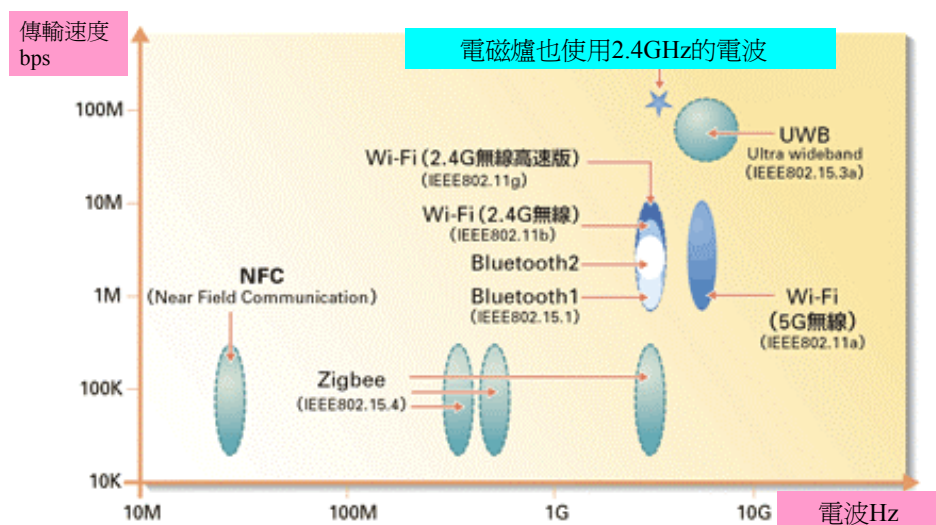 傳輸速度
bps
電磁爐也使用2.4GHz的電波
100M
UWB
Ultra wideband
(IEEE802.15.3a)
Wi-Fi (2.4G無線高速版)
(IEEE802.11g)
10M
Wi-Fi (2.4G無線)
(IEEE802.11b)
Bluetooth2
NFC
(Near Field Communication)
1M
Bluetooth1
(IEEE802.15.1)
Wi-Fi
(5G無線)
(IEEE802.11a)
100K
Zigbee
(IEEE802.15.4)
10K
10M
100M
1G
10G
電波Hz